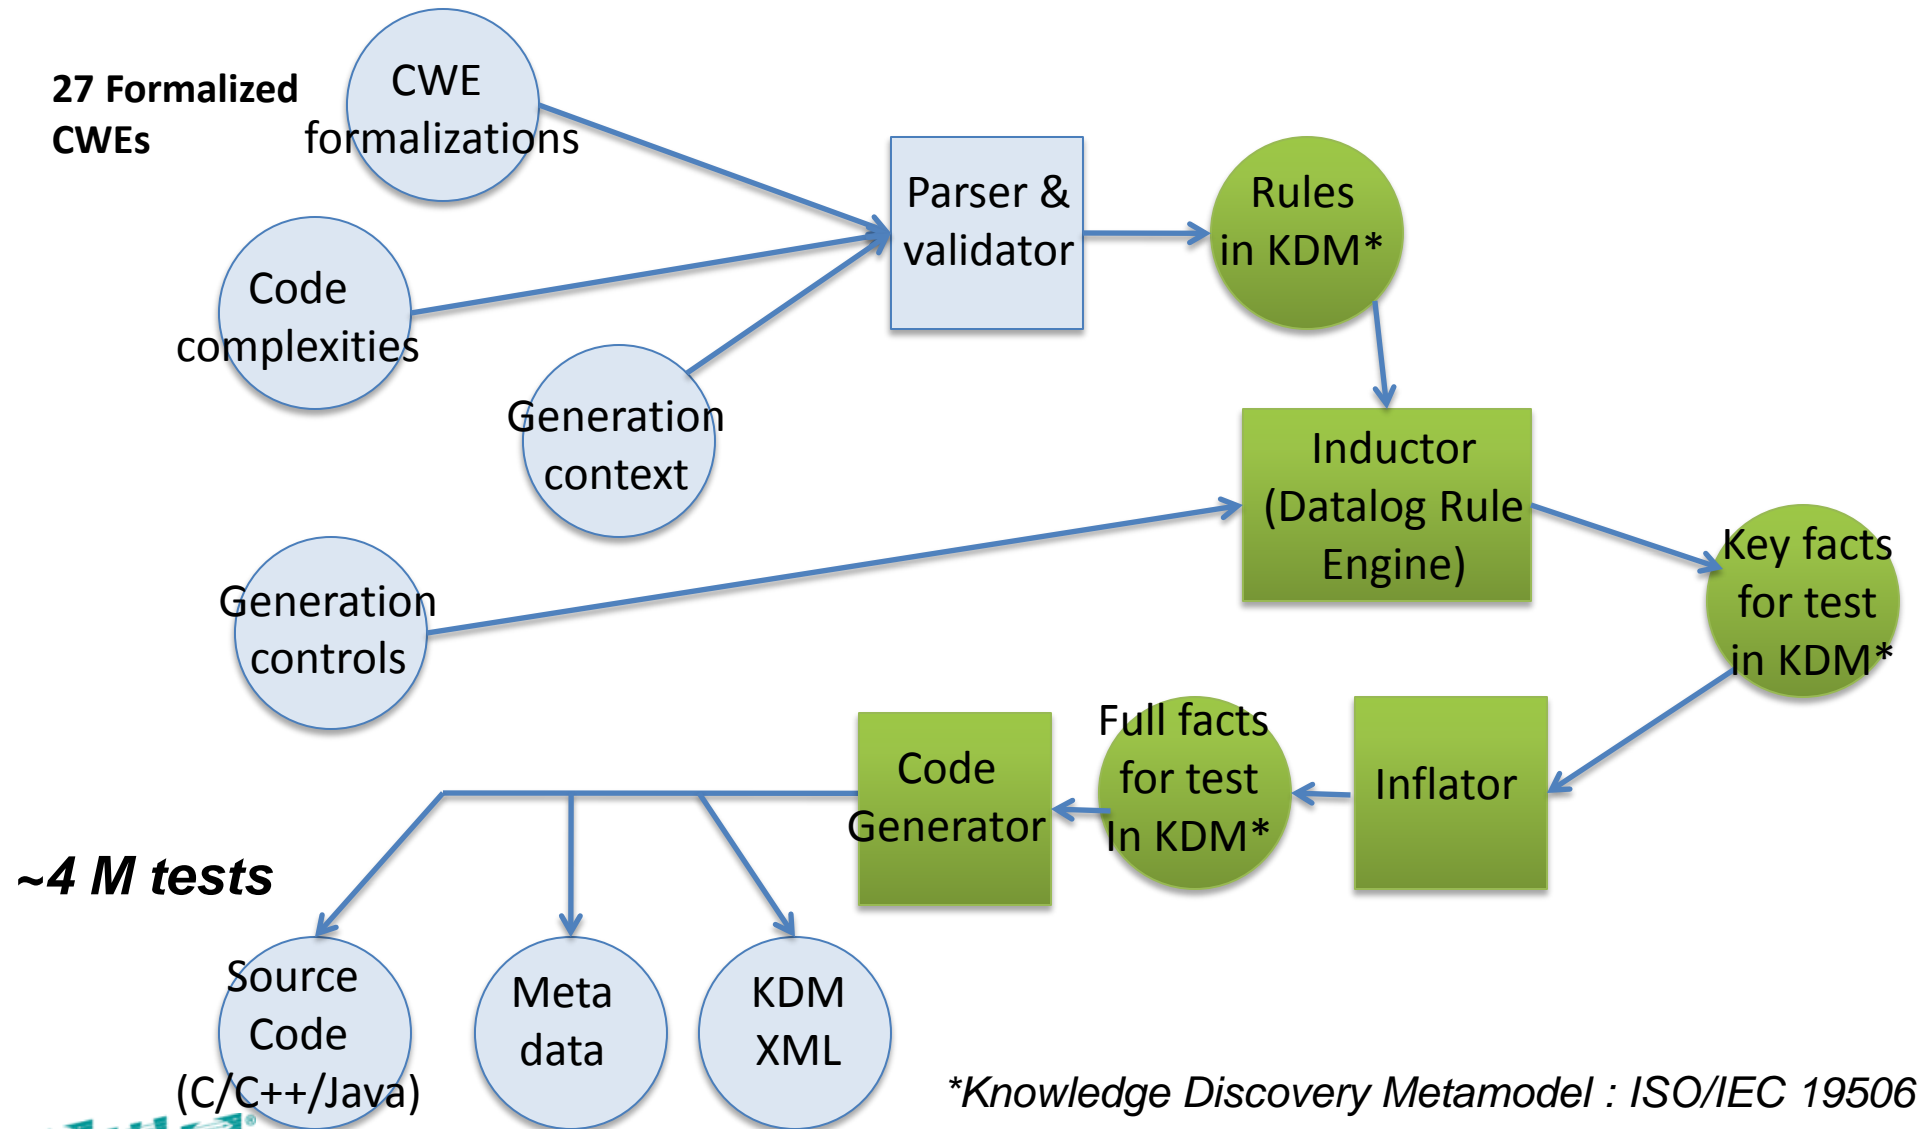 27 Formalized
CWEs
CWE
formalizations
Parser &
validator
Rules
in KDM*
Code
complexities
Generation
context
Inductor
(Datalog Rule
Engine)
Key facts
for test
in KDM*
Generation
controls
Full facts
for test
In KDM*
Inflator
Code
Generator
~4 M tests
Source
Code
(C/C++/Java)
Meta
data
KDM
XML
*Knowledge Discovery Metamodel : ISO/IEC 19506